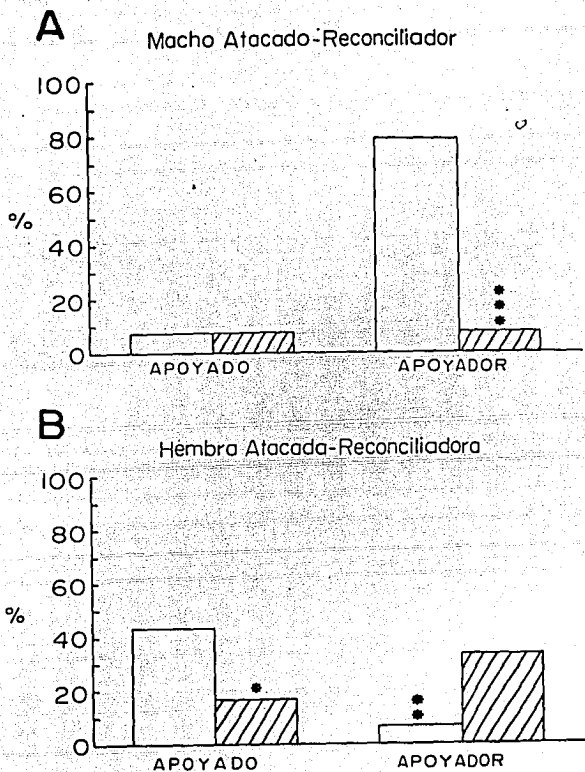 A
Macho Atacado-Reconciliador
100
80
60
%
40
20
0
APOYADO APOYADOR
B
Hembra Atacada-Reconciliadora
100
80
60
%
40
20
0
APOYADO APOYADOR